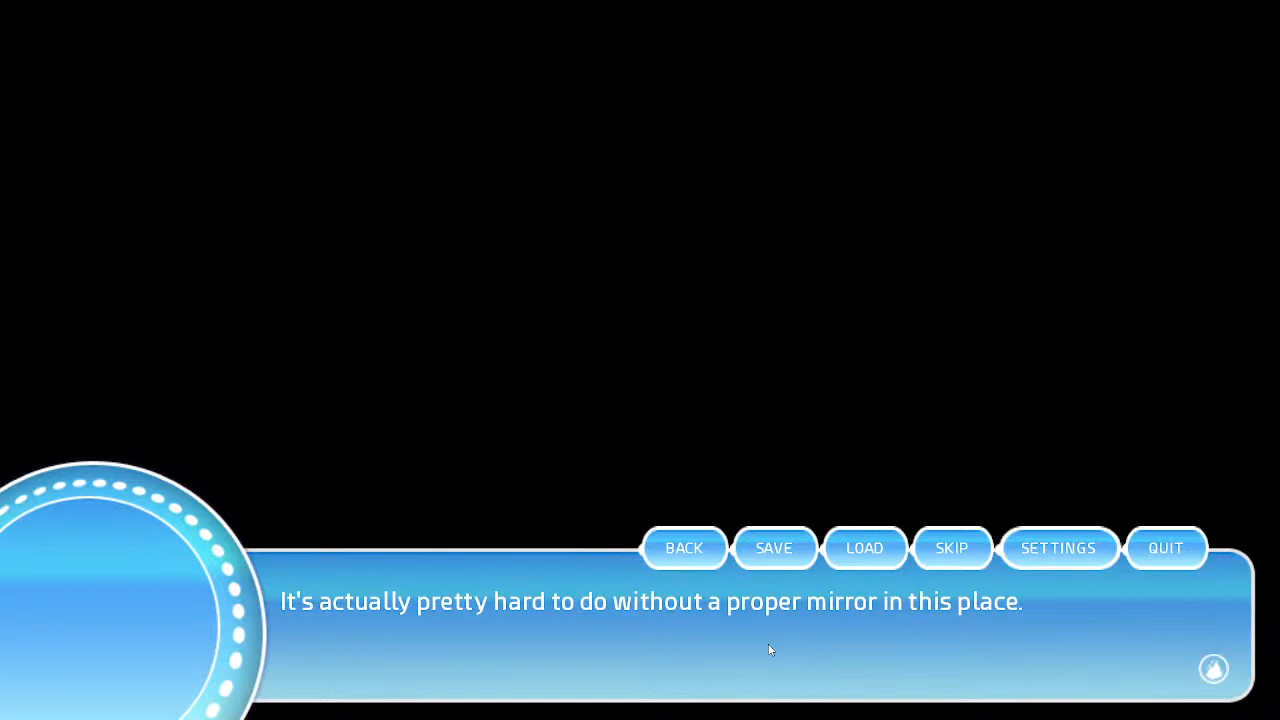 BACK SAVE LOAD SKIP SETTINGS QUIT
It's actually pretty hard to do without a proper mirror in this place.